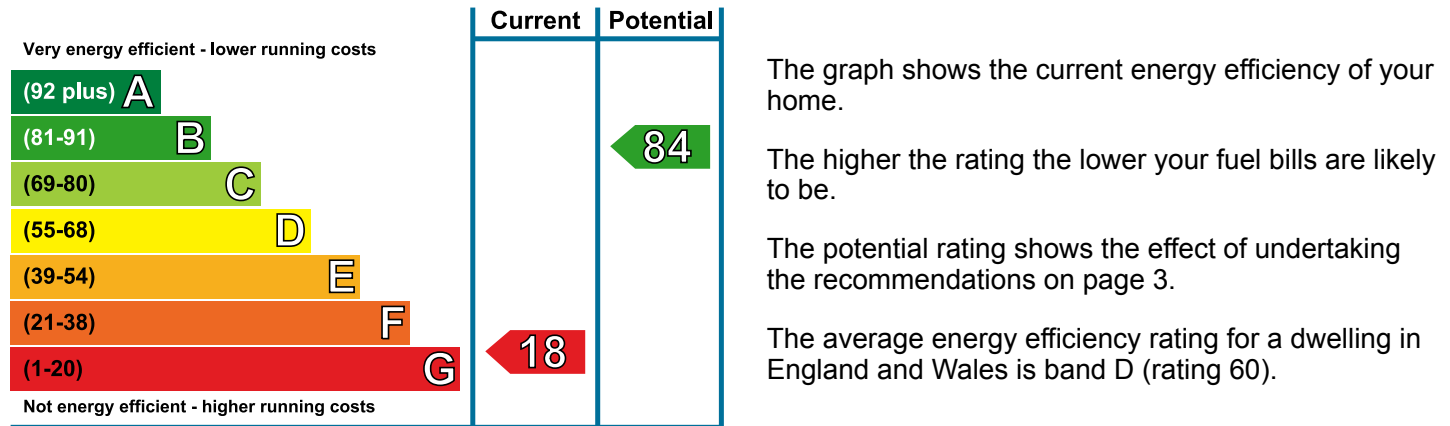 Current Potential
Very energy efficient - lower running costs
(92 plus) A
(81-91) B
84
(69-80) C
(55-68) D
(39-54) E
(21-38) F
18
(1-20) G
Not energy efficient - higher running costs
The graph shows the current energy efficiency of your
home.
The higher the rating the lower your fuel bills are likely
to be.
The potential rating shows the effect of undertaking
the recommendations on page 3.
The average energy efficiency rating for a dwelling in
England and Wales is band D (rating 60).